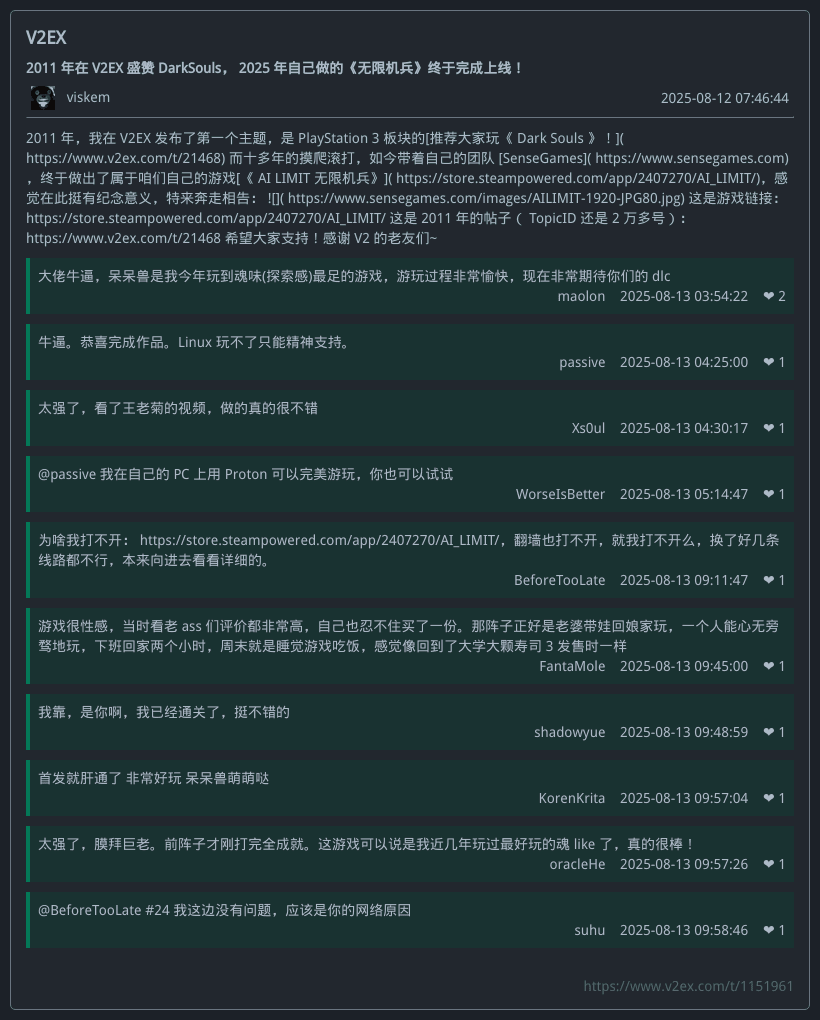 V2EX
2011 年在 V2EX 盛赞 DarkSouls， 2025 年自己做的《无限机兵》终于完成上线！
viskem 2025-08-12 07:46:44
2011 年，我在 V2EX 发布了第一个主题，是 PlayStation 3 板块的[推荐大家玩《 Dark Souls 》！](
https://www.v2ex.com/t/21468) 而十多年的摸爬滚打，如今带着自己的团队 [SenseGames]( https://www.sensegames.com)
，终于做出了属于咱们自己的游戏[《 AI LIMIT 无限机兵》]( https://store.steampowered.com/app/2407270/AI_LIMIT/)，感
觉在此挺有纪念意义，特来奔走相告： ![]( https://www.sensegames.com/images/AILIMIT-1920-JPG80.jpg) 这是游戏链接：
https://store.steampowered.com/app/2407270/AI_LIMIT/ 这是 2011 年的帖子（ TopicID 还是 2 万多号）：
https://www.v2ex.com/t/21468 希望大家支持！感谢 V2 的老友们~
大佬牛逼，呆呆兽是我今年玩到魂味(探索感)最足的游戏，游玩过程非常愉快，现在非常期待你们的 dlc
maolon 2025-08-13 03:54:22 ❤ 2
牛逼。恭喜完成作品。Linux 玩不了只能精神支持。
passive 2025-08-13 04:25:00 ❤ 1
太强了，看了王老菊的视频，做的真的很不错
Xs0ul 2025-08-13 04:30:17 ❤ 1
@passive 我在自己的 PC 上用 Proton 可以完美游玩，你也可以试试
WorseIsBetter 2025-08-13 05:14:47 ❤ 1
为啥我打不开： https://store.steampowered.com/app/2407270/AI_LIMIT/，翻墙也打不开，就我打不开么，换了好几条
线路都不行，本来向进去看看详细的。
BeforeTooLate 2025-08-13 09:11:47 ❤ 1
游戏很性感，当时看老 ass 们评价都非常高，自己也忍不住买了一份。那阵子正好是老婆带娃回娘家玩，一个人能心无旁
骛地玩，下班回家两个小时，周末就是睡觉游戏吃饭，感觉像回到了大学大颗寿司 3 发售时一样
FantaMole 2025-08-13 09:45:00 ❤ 1
我靠，是你啊，我已经通关了，挺不错的
shadowyue 2025-08-13 09:48:59 ❤ 1
首发就肝通了 非常好玩 呆呆兽萌萌哒
KorenKrita 2025-08-13 09:57:04 ❤ 1
太强了，膜拜巨老。前阵子才刚打完全成就。这游戏可以说是我近几年玩过最好玩的魂 like 了，真的很棒！
oracleHe 2025-08-13 09:57:26 ❤ 1
@BeforeTooLate #24 我这边没有问题，应该是你的网络原因
suhu 2025-08-13 09:58:46 ❤ 1
https://www.v2ex.com/t/1151961